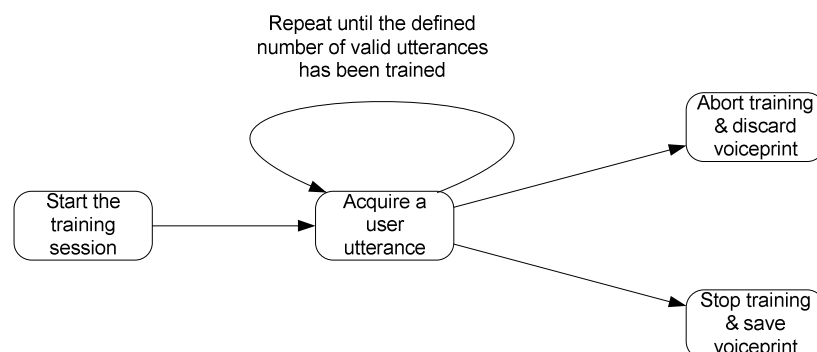 Repeat until the defined
number of valid utterances
has been trained
Abort training
& discard
voiceprint
Start the
training
session
Acquire a
user
utterance
Stop training
& save
voiceprint